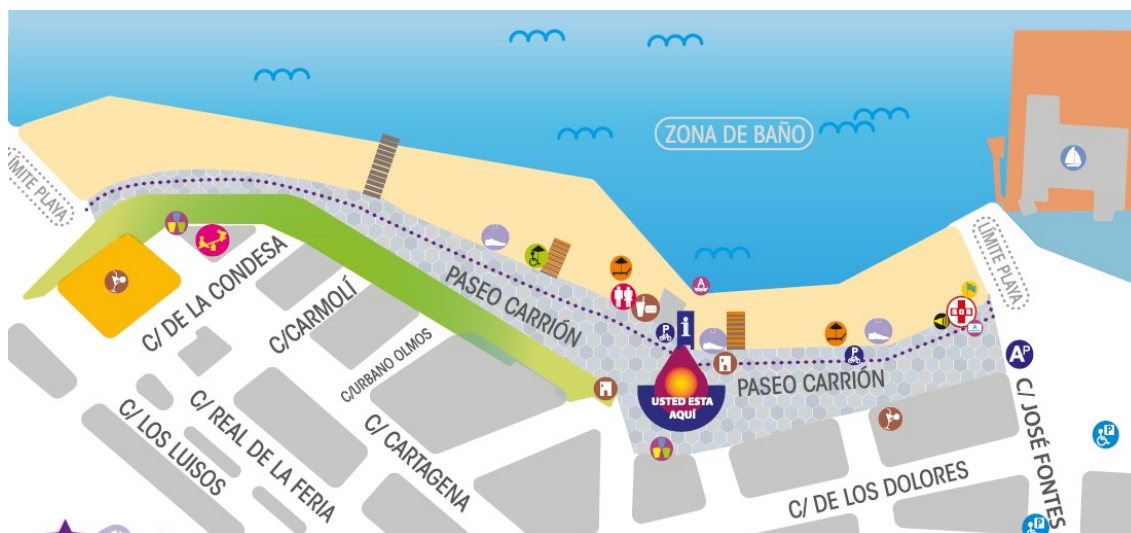 ZONA DE BAÑO
LÍMITE PLAYA
LÍMITE PLAYA
PASEO CARRIÓN
PASEO CARRIÓN
C/ DE LA CONDESA
C/CARMOLÍ
C/URBANO OLMOS
C/ CARTAGENA
C/ REAL DE LA FERIA
C/ LOS LUISOS
USTED ESTA
AQUÍ
C/ DE LOS DOLORES
C/ JOSÉ FONTES
A
P
i
P
AP
P
P